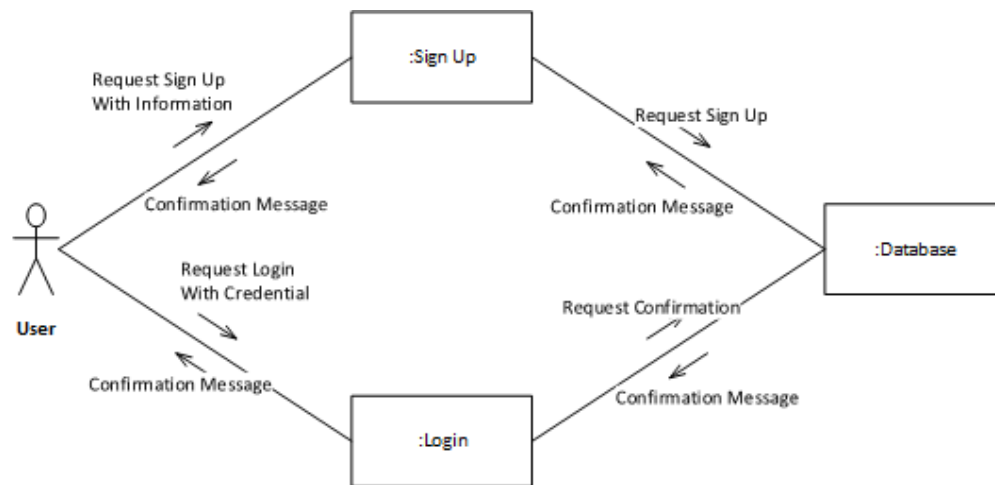 :Sign Up
Request Sign Up
With Information
Request Sign Up
Confirmation Message
Confirmation Message
:Database
Request Login
With Credential
User
Request Confirmation
Confirmation Message
Confirmation Message
:Login